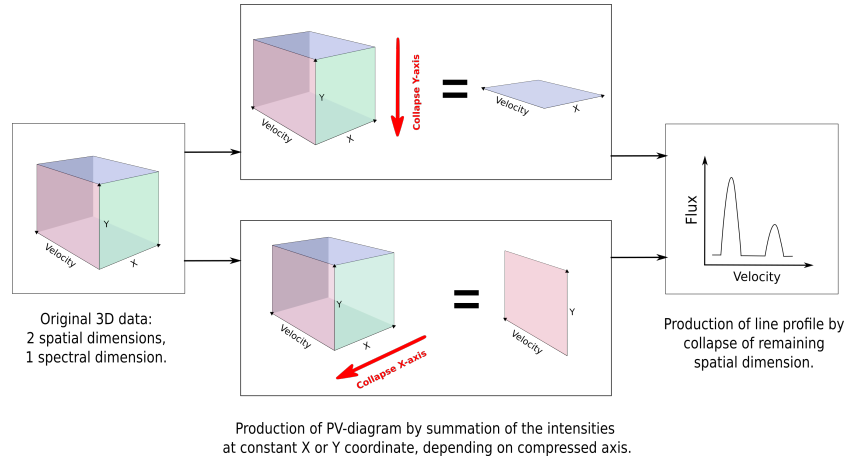 Y
Velocity
X
Original 3D data:
2 spatial dimensions,
1 spectral dimension.
Y
Velocity
X
Collapse Y-axis
=
Velocity
X
Y
Velocity
X
Collapse X-axis
=
Y
Velocity
Production of PV-diagram by summation of the intensities
at constant X or Y coordinate, depending on compressed axis.
Flux
Velocity
Production of line profile by
collapse of remaining
spatial dimension.